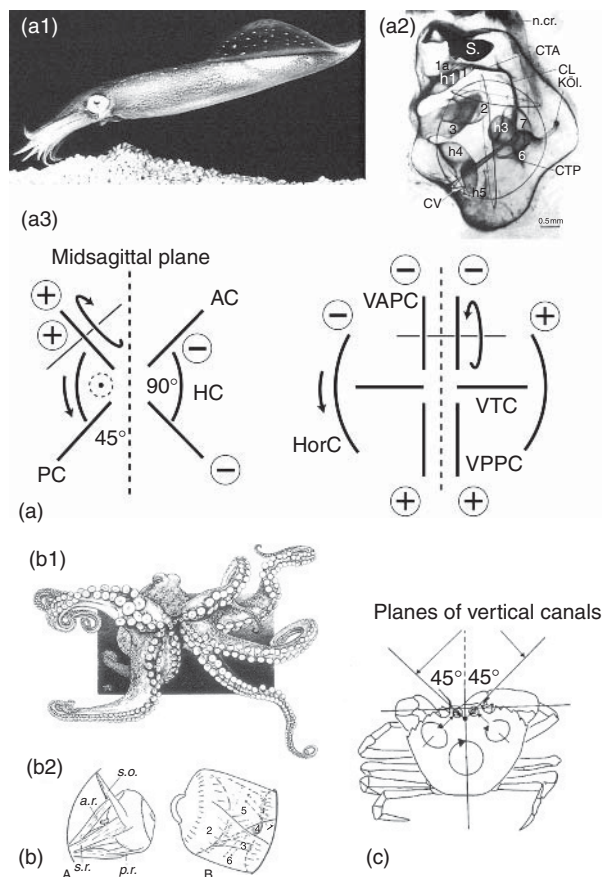 (a1)
(a2)
n.cr.
S.
CTA
1a
h1
1
CL
KÖl.
2
3
h3
7
h4
6
CTP
h5
CV
0.5mm
(a3)
Midsagittal plane
+
+
AC
−
90°
HC
45°
PC
−
−
−
VAPC
−
+
VTC
HorC
VPPC
+
+
(a)
(b1)
(b2)
s.o.
a.r.
s.r.
p.r.
A
5
2
4
3
6
B
(b)
Planes of vertical canals
45°
45°
(c)